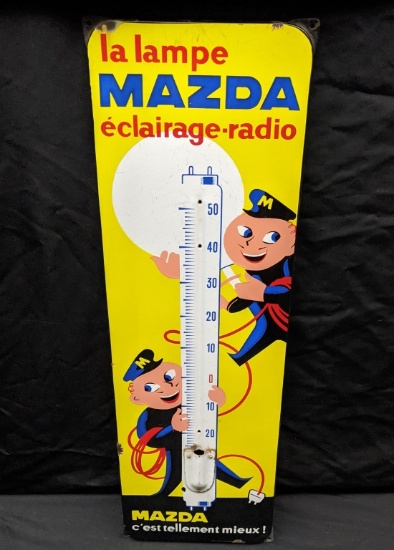 la lampe
MAZDA
éclairage-radio
M
50
40
30
20
10
0
M
10
20
MAZDA
c'est tellement mieux !